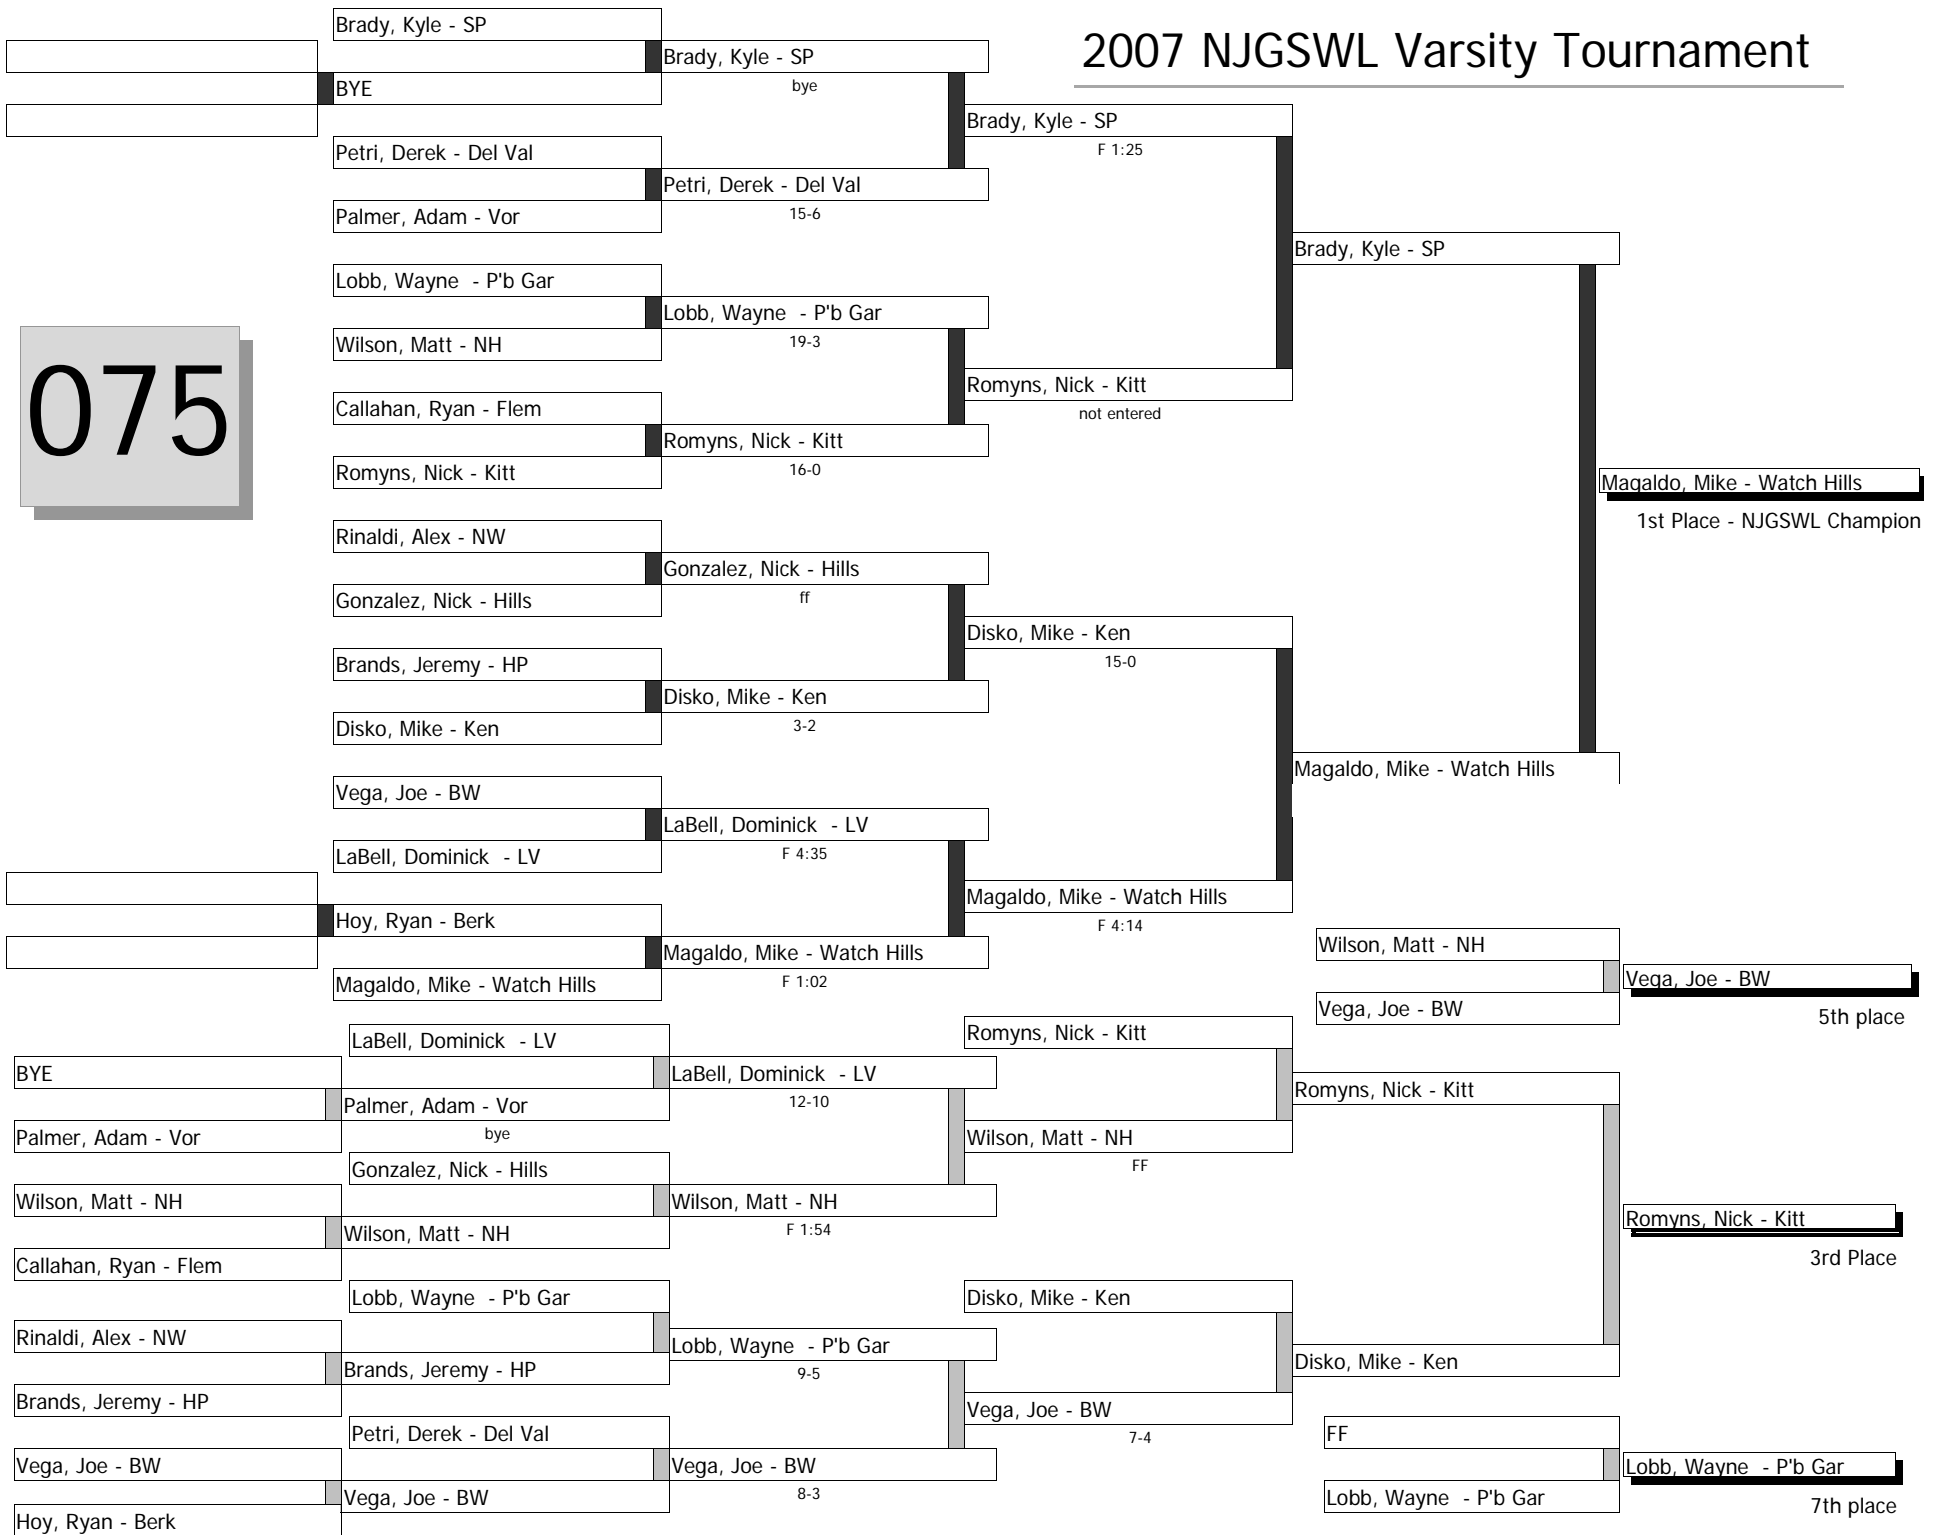 2007 NJGSWL Varsity Tournament
075
Brady, Kyle - SP
BYE
Petri, Derek - Del Val
Palmer, Adam - Vor
Lobb, Wayne  - P'b Gar
Wilson, Matt - NH
Callahan, Ryan - Flem
Romyns, Nick - Kitt
Rinaldi, Alex - NW
Gonzalez, Nick - Hills
Brands, Jeremy - HP
Disko, Mike - Ken
Vega, Joe - BW
LaBell, Dominick  - LV
Hoy, Ryan - Berk
Magaldo, Mike - Watch Hills
Brady, Kyle - SP
bye
Petri, Derek - Del Val
15-6
Lobb, Wayne  - P'b Gar
19-3
Romyns, Nick - Kitt
16-0
Gonzalez, Nick - Hills
ff
Disko, Mike - Ken
3-2
LaBell, Dominick  - LV
F 4:35
Magaldo, Mike - Watch Hills
F 1:02
Brady, Kyle - SP
F 1:25
Romyns, Nick - Kitt
not entered
Disko, Mike - Ken
15-0
Magaldo, Mike - Watch Hills
F 4:14
Brady, Kyle - SP
Magaldo, Mike - Watch Hills
Magaldo, Mike - Watch Hills
1st Place - NJGSWL Champion
Wilson, Matt - NH
Vega, Joe - BW
Vega, Joe - BW
5th place
BYE
Palmer, Adam - Vor
Wilson, Matt - NH
Callahan, Ryan - Flem
Rinaldi, Alex - NW
Brands, Jeremy - HP
Vega, Joe - BW
Hoy, Ryan - Berk
LaBell, Dominick  - LV
Palmer, Adam - Vor
bye
Gonzalez, Nick - Hills
Wilson, Matt - NH
Lobb, Wayne  - P'b Gar
Brands, Jeremy - HP
Petri, Derek - Del Val
Vega, Joe - BW
LaBell, Dominick  - LV
12-10
Wilson, Matt - NH
F 1:54
Lobb, Wayne  - P'b Gar
9-5
Vega, Joe - BW
8-3
Romyns, Nick - Kitt
Wilson, Matt - NH
FF
Disko, Mike - Ken
Vega, Joe - BW
7-4
Romyns, Nick - Kitt
Disko, Mike - Ken
Romyns, Nick - Kitt
3rd Place
FF
Lobb, Wayne  - P'b Gar
Lobb, Wayne  - P'b Gar
7th place